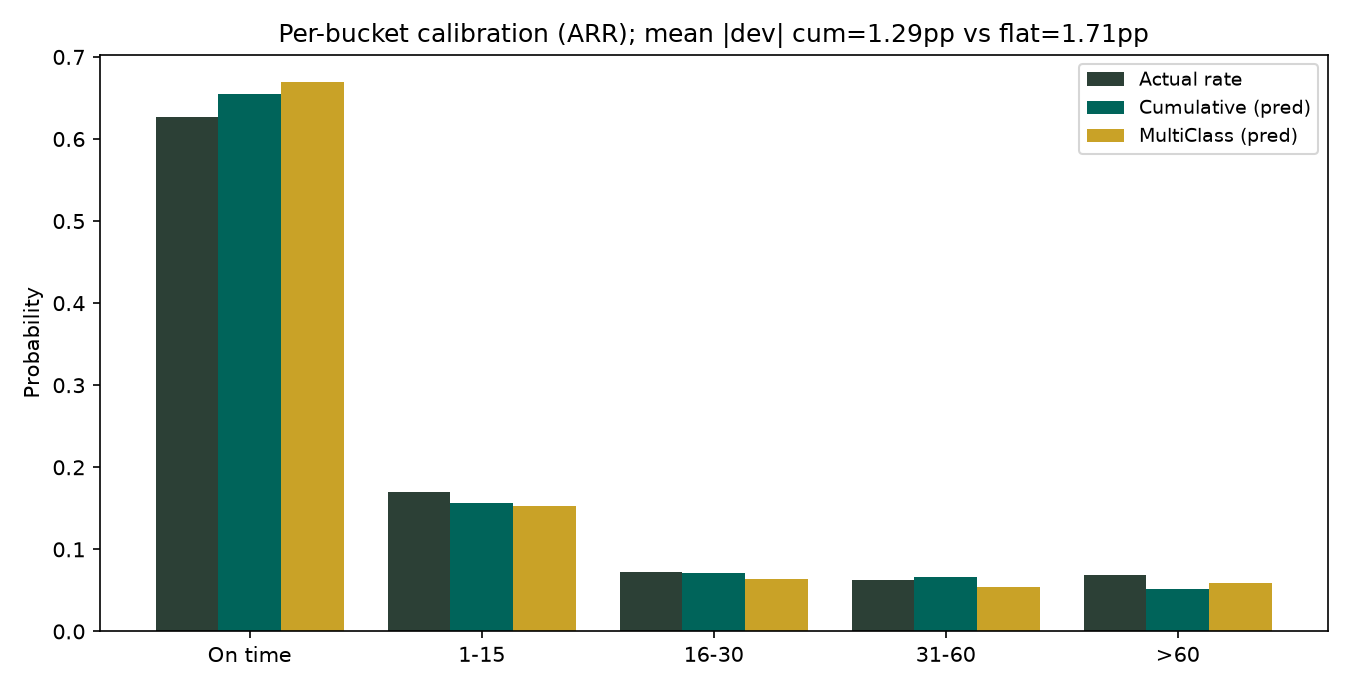 Per-bucket calibration (ARR); mean |dev| cum=1.29pp vs flat=1.71pp
Actual rate
Cumulative (pred)
MultiClass (pred)
Probability
0.7
0.6
0.5
0.4
0.3
0.2
0.1
0.0
On time
1-15
16-30
31-60
>60